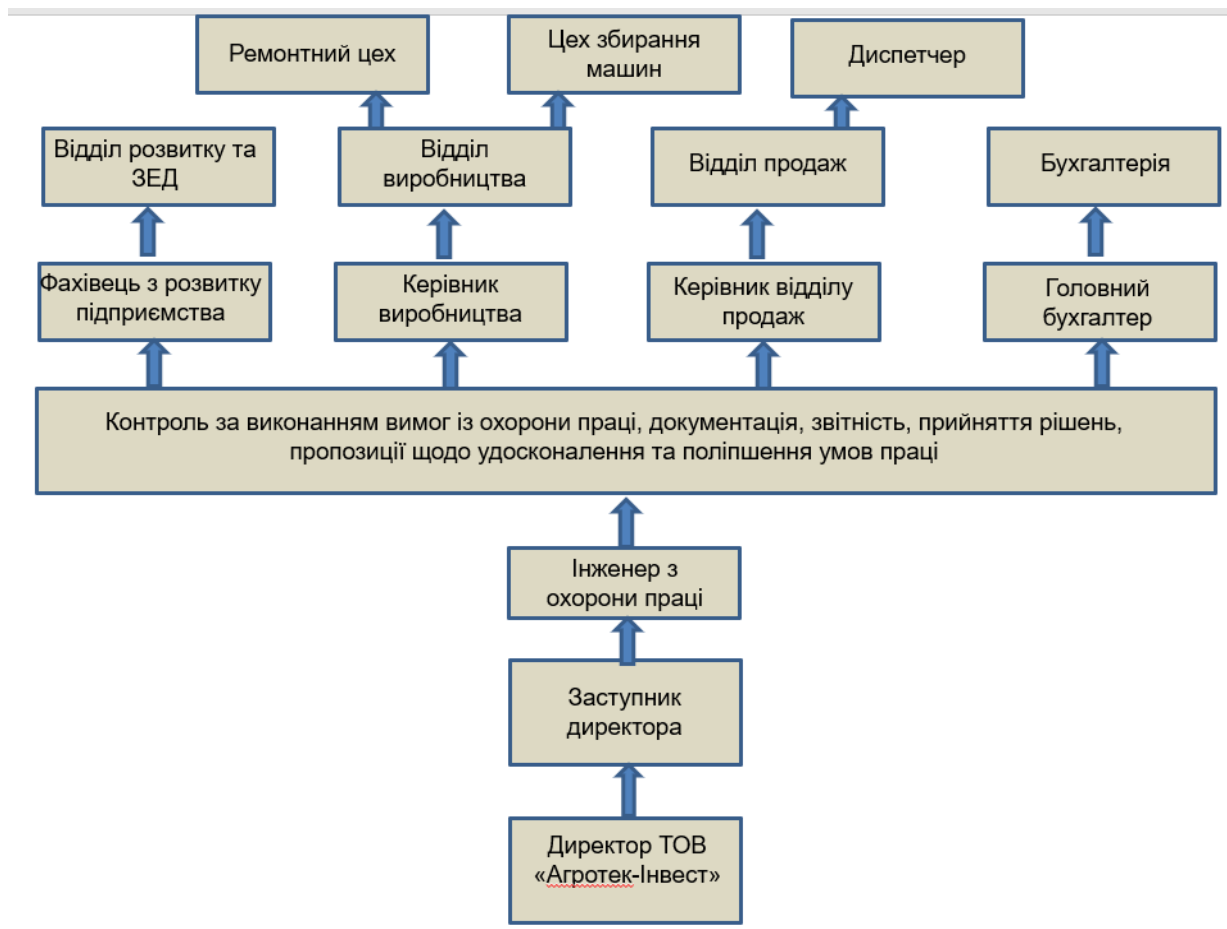 Ремонтний цех
Цех збирання
машин
Диспетчер
Відділ розвитку та
ЗЕД
Відділ
виробництва
Відділ продаж
Бухгалтерія
Фахівець з розвитку
підприємства
Керівник
виробництва
Керівник відділу
продаж
Головний
бухгалтер
Контроль за виконанням вимог із охорони праці, документація, звітність, прийняття рішень,
пропозиції щодо удосконалення та поліпшення умов праці
Інженер з
охорони праці
Заступник
директора
Директор ТОВ
«Агротек-Інвест»